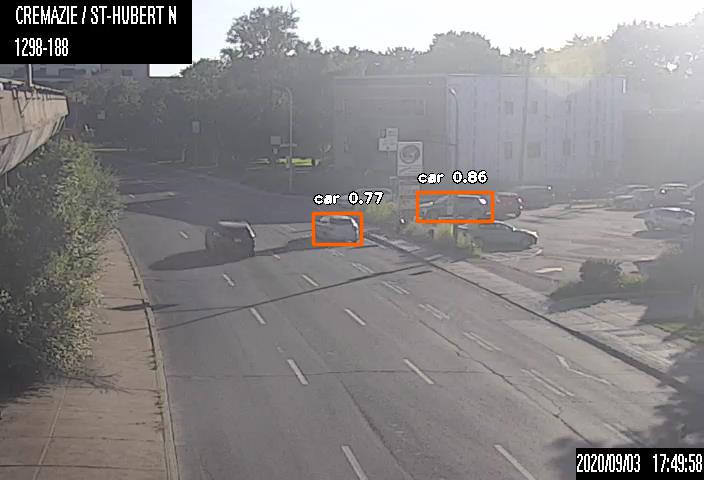 CREMAZIE / ST-HUBERT N
1298-188
car 0.86
car 0.77
2020/09/03 17:49:58